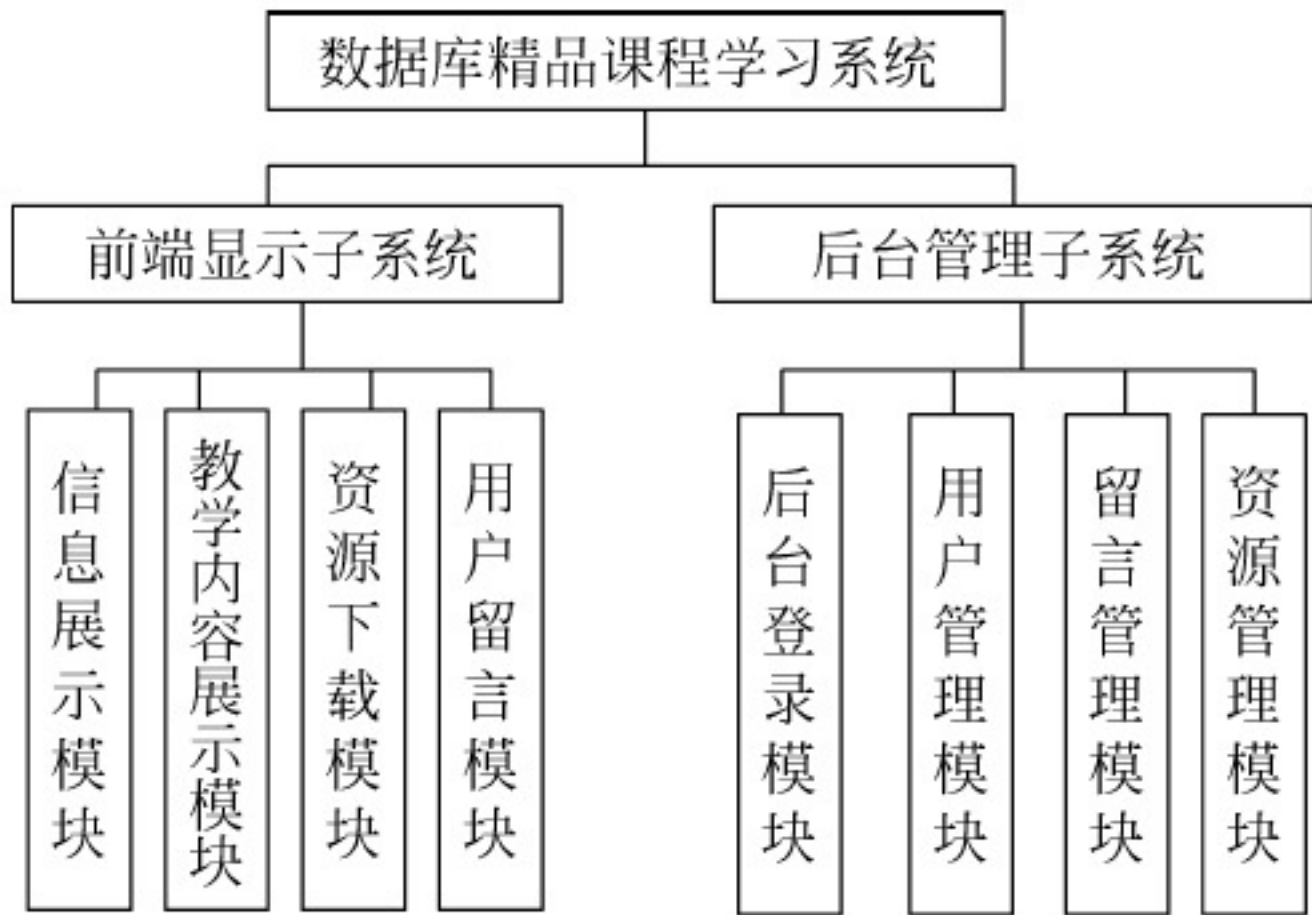 数据库精品课程学习系统
前端显示子系统
后台管理子系统
信息展示模块
教学内容展示模块
资源下载模块
用户留言模块
后台登录模块
用户管理模块
留言管理模块
资源管理模块